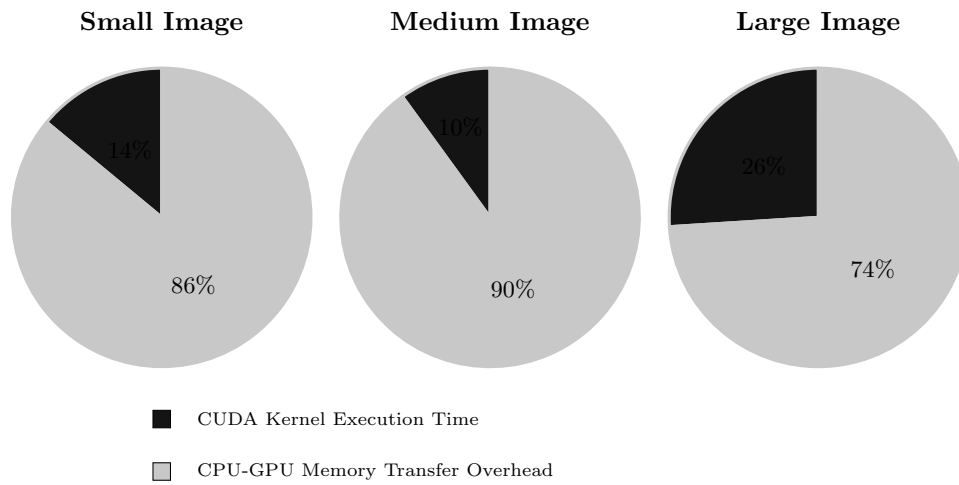 Small Image
Medium Image
Large Image
14%
86%
10%
90%
26%
74%
CUDA Kernel Execution Time
CPU-GPU Memory Transfer Overhead